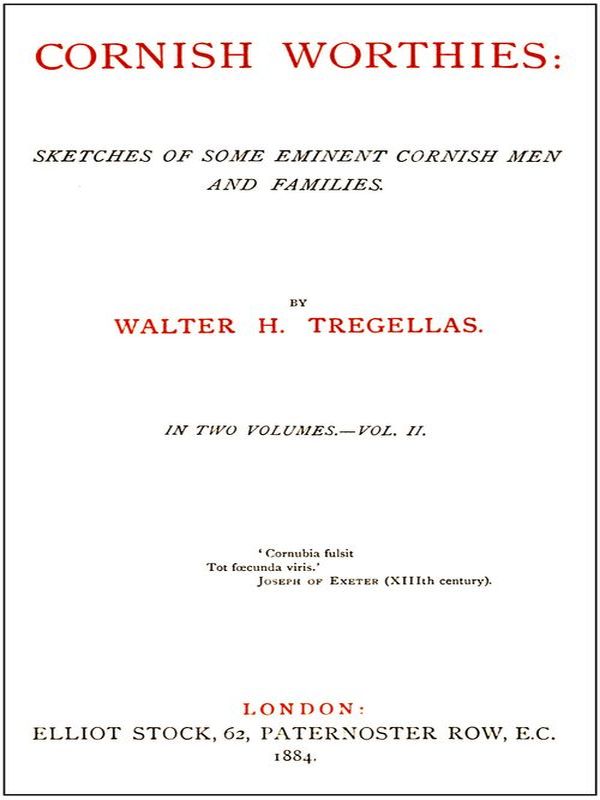 CORNISH WORTHIES:
SKETCHES OF SOME EMINENT CORNISH MEN
AND FAMILIES.
BY
WALTER H. TREGELLAS.
IN TWO VOLUMES.—VOL. II.
‘Cornubia fulsit
Tot fœcunda viris.’
JOSEPH OF EXETER (XIIIth century).
LONDON:
ELLIOT STOCK, 62, PATERNOSTER ROW, E.C.
1884.